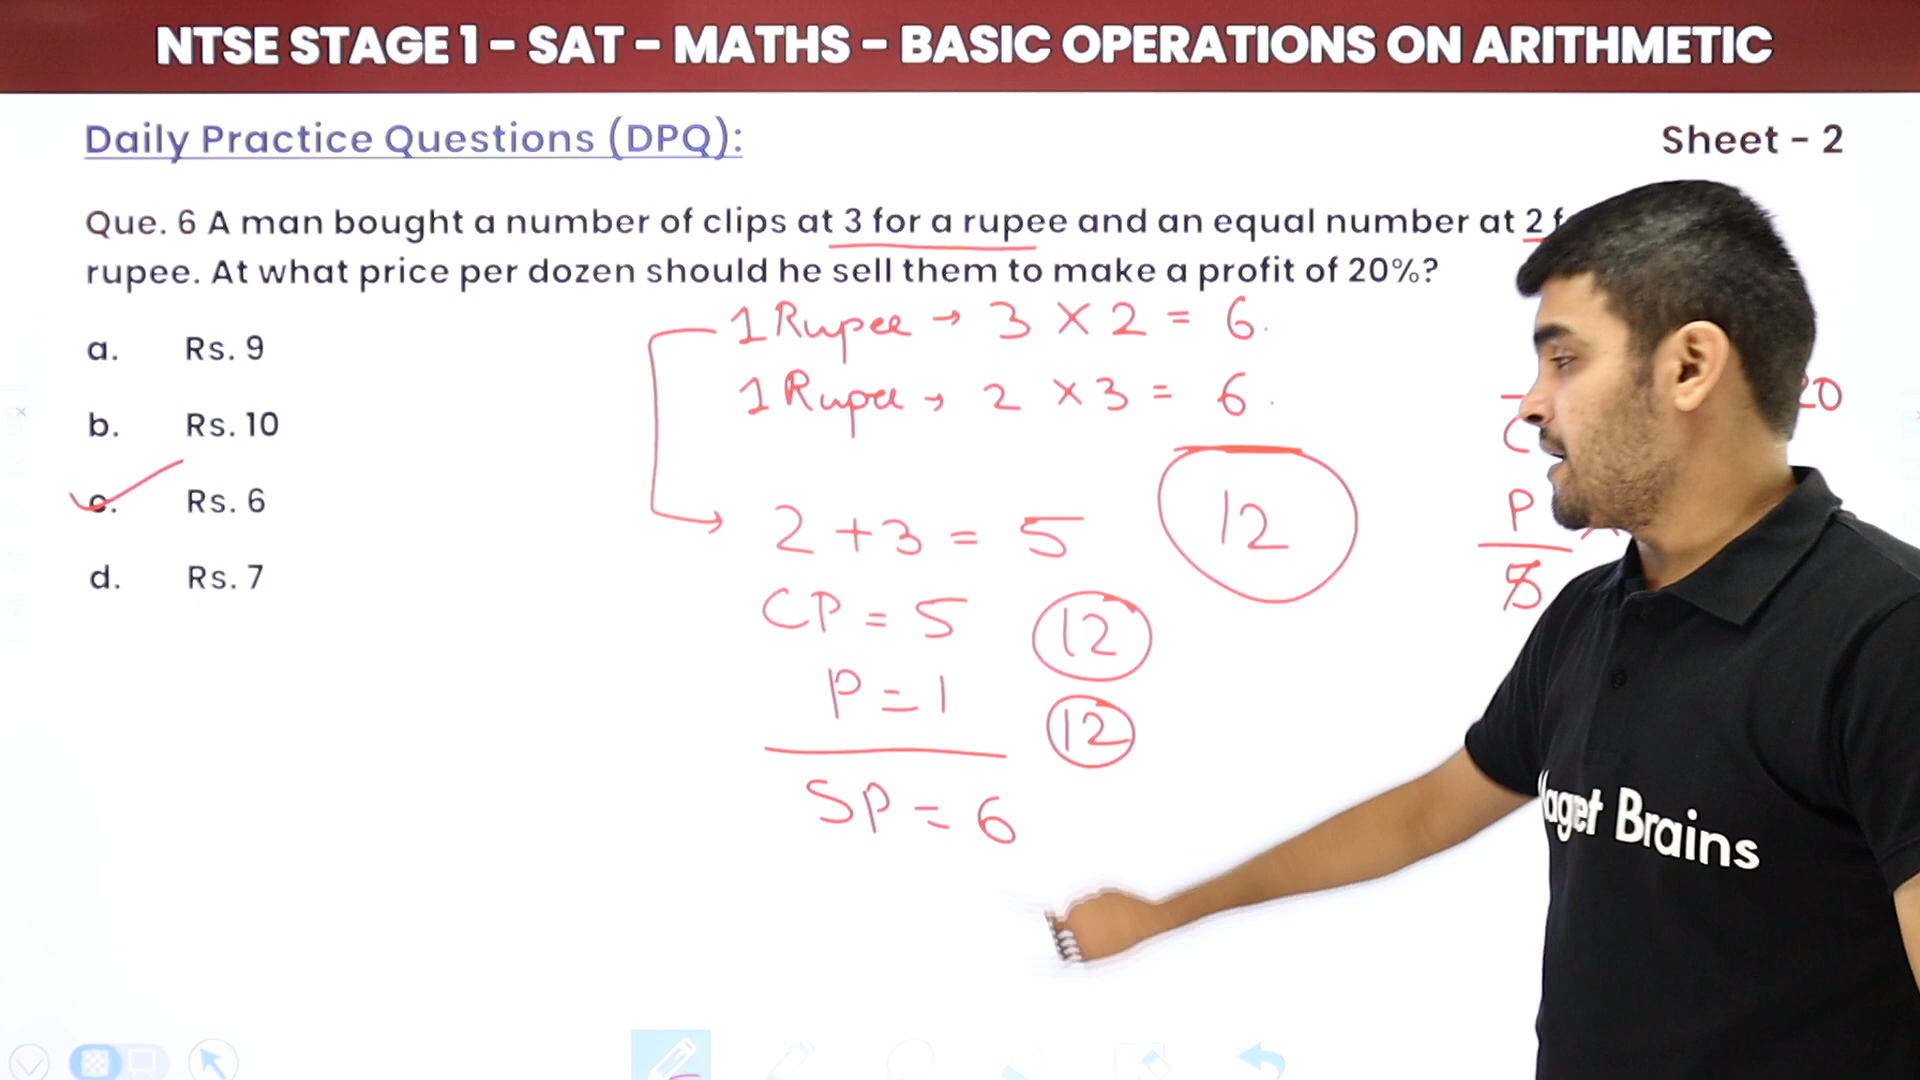 NTSE STAGE 1 – SAT – MATHS – BASIC OPERATIONS ON ARITHMETIC
Daily Practice Questions (DPQ):
Sheet - 2
Que. 6 A man bought a number of clips at 3 for a rupee and an equal number at 2 f
rupee. At what price per dozen should he sell them to make a profit of 20%?
a. Rs. 9
b. Rs. 10
c. Rs. 6
d. Rs. 7
1 Rupee → 3 × 2 = 6.
1 Rupee → 2 × 3 = 6.
12
2 + 3 = 5
CP = 5 12
P = 1 12
SP = 6
20
C
P
5
Brains